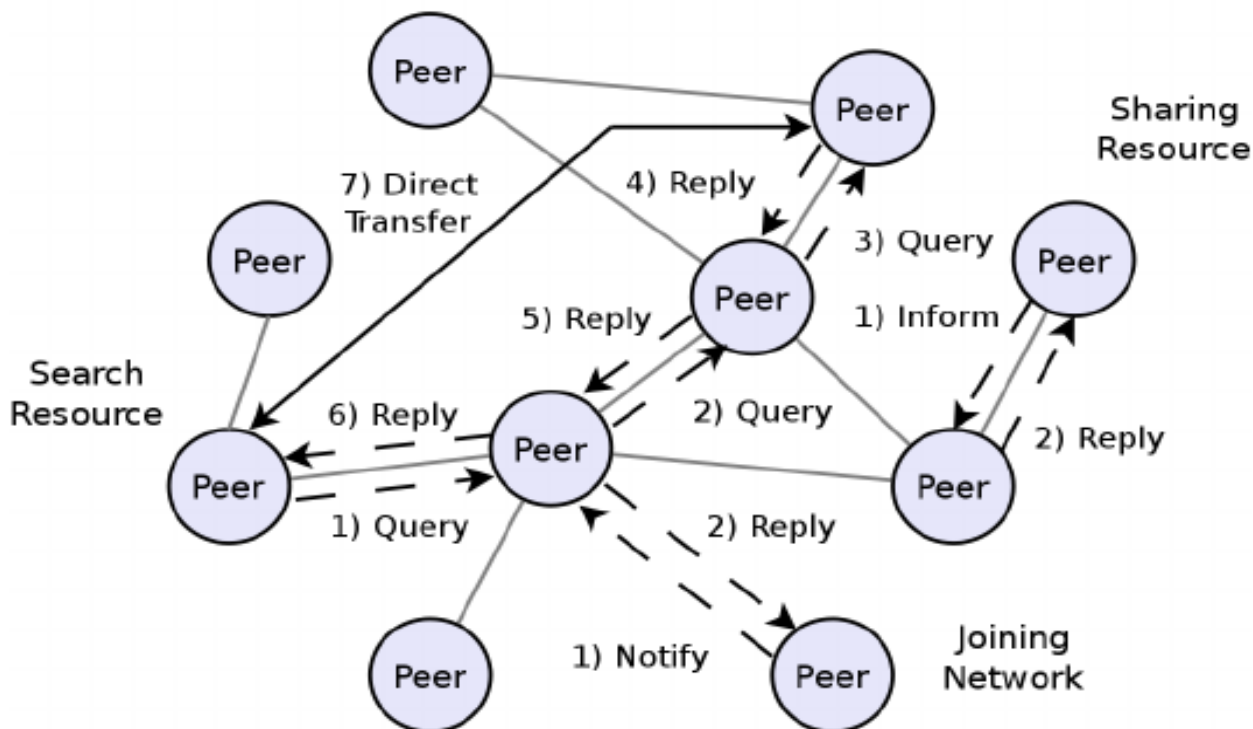 Peer
Peer
Sharing
Resource
7) Direct
Transfer
4) Reply
Peer
3) Query
Peer
Peer
5) Reply
1) Inform
Search
Resource
6) Reply
2) Query
2) Reply
Peer
Peer
Peer
1) Query
2) Reply
1) Notify
Joining
Network
Peer
Peer